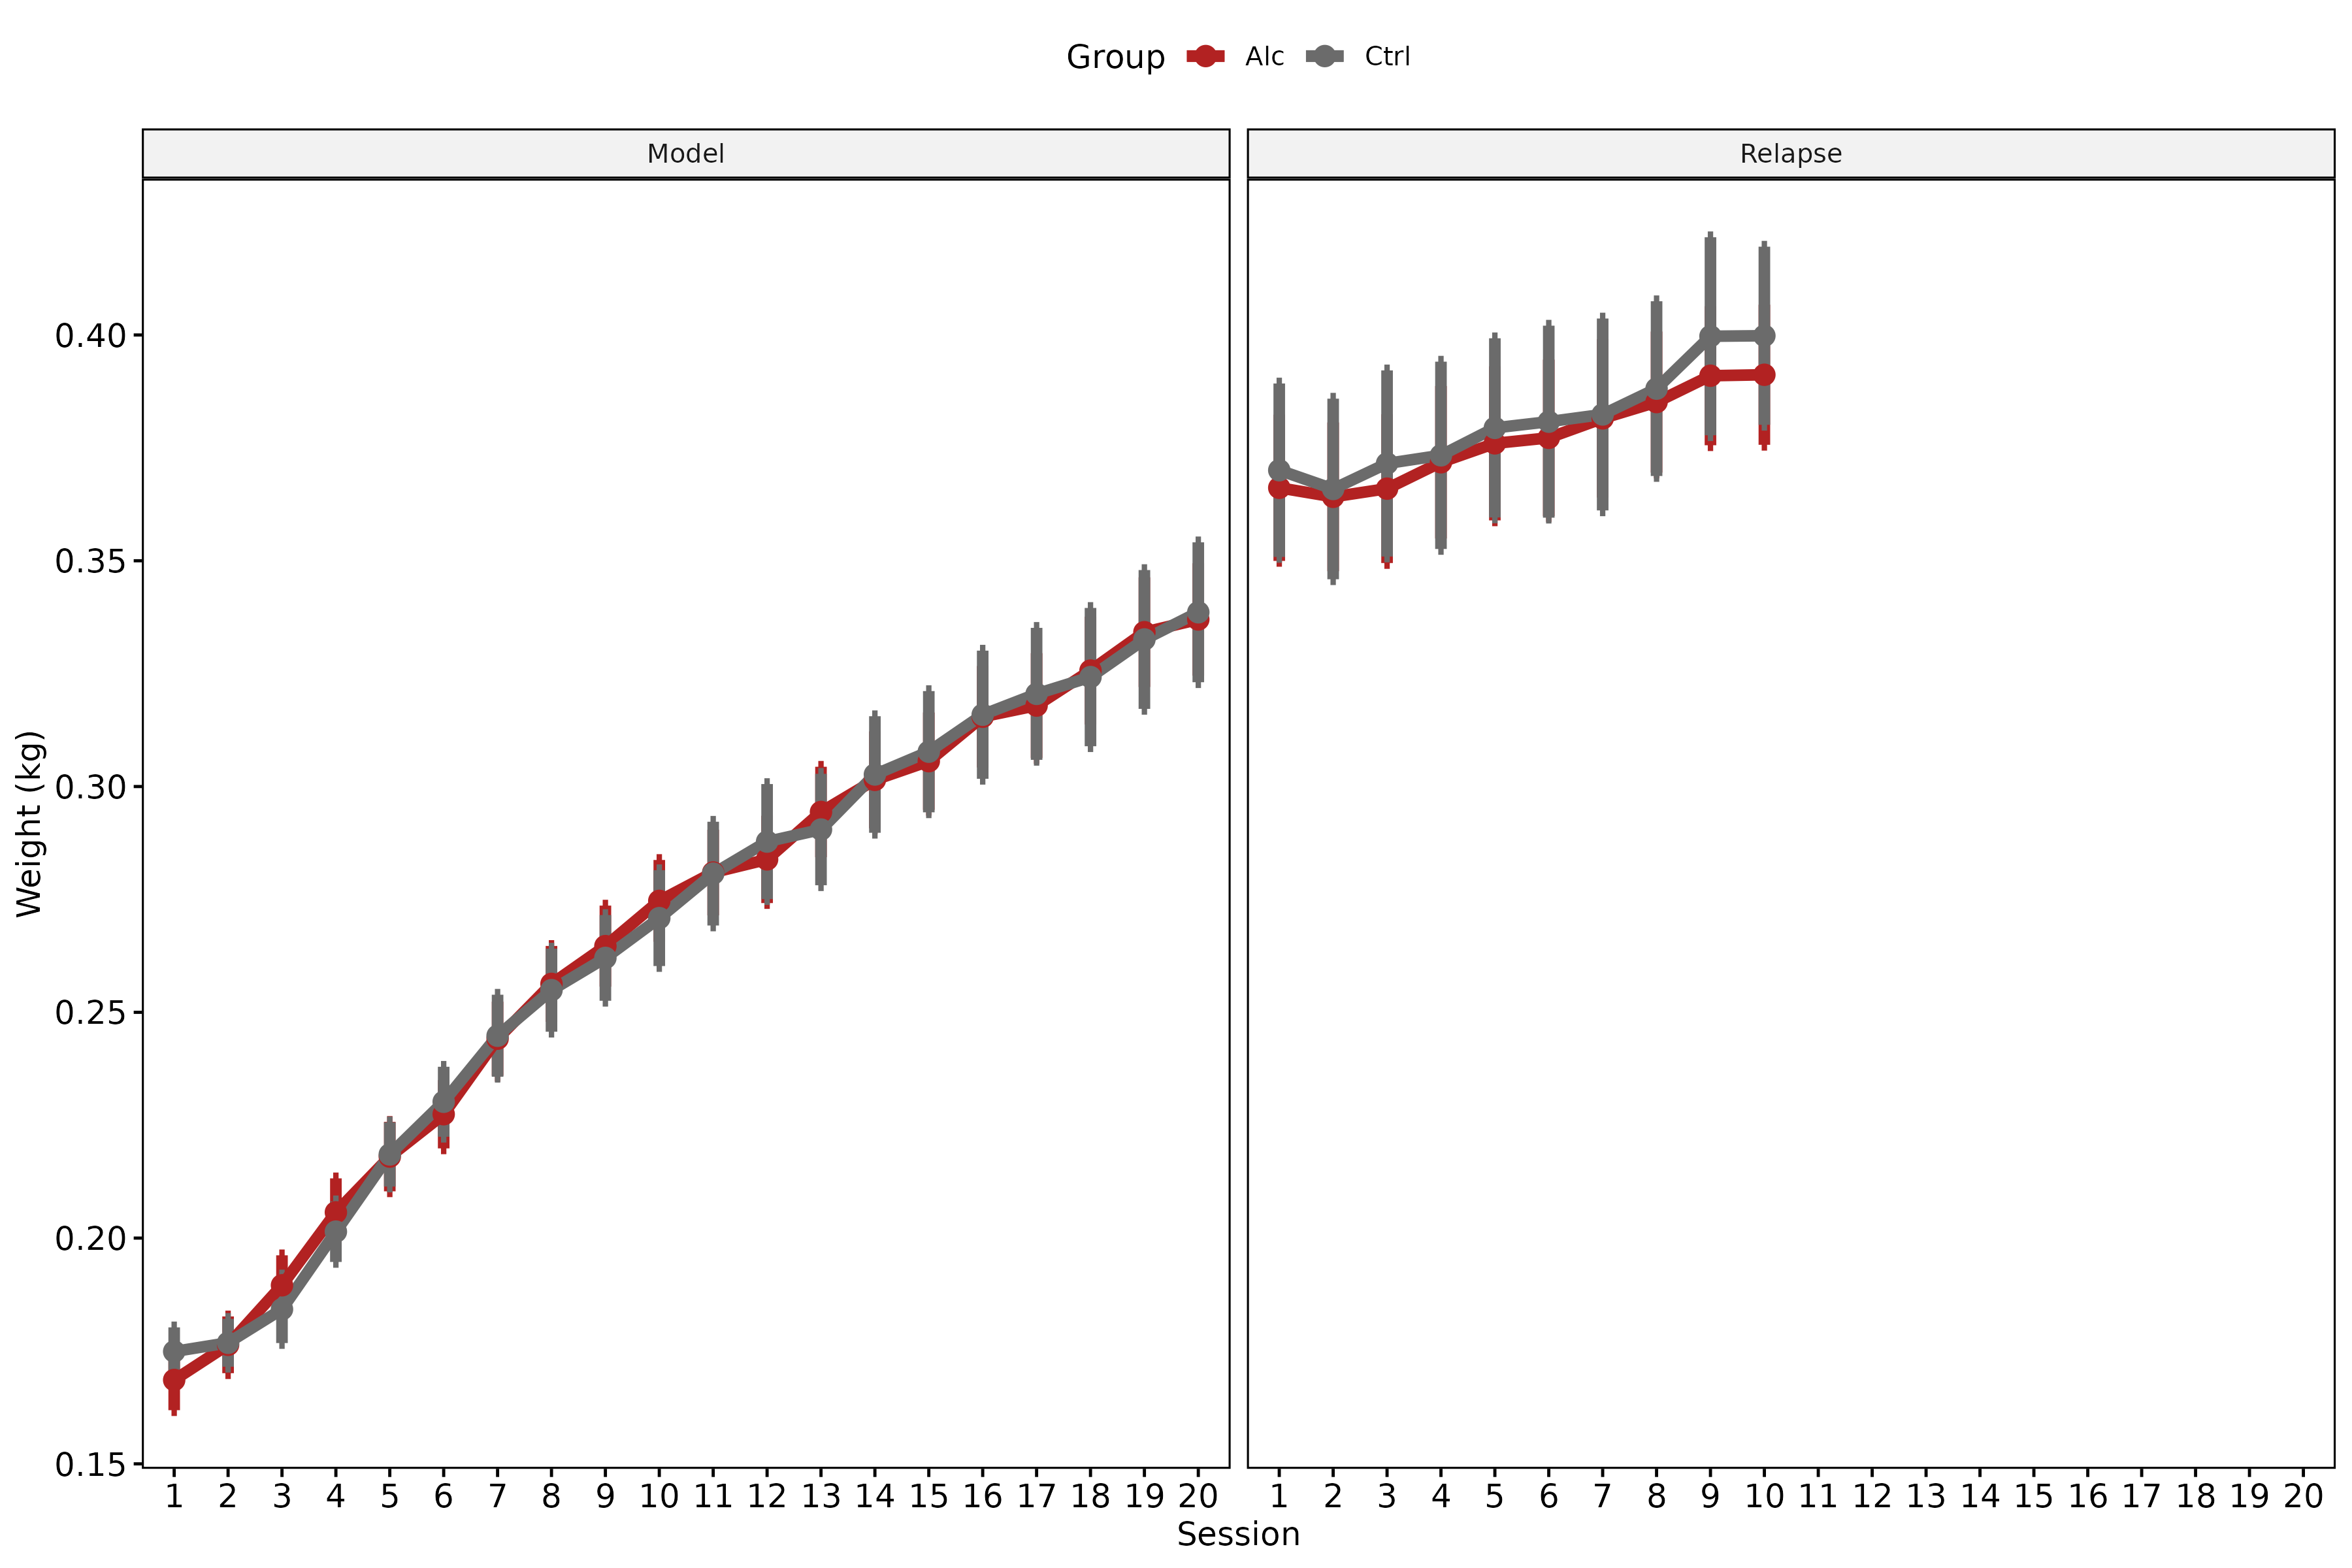 Group Alc Ctrl
Model Relapse
Weight (kg)
0.40
0.35
0.30
0.25
0.20
0.15
1 2 3 4 5 6 7 8 9 10 11 12 13 14 15 16 17 18 19 20 1 2 3 4 5 6 7 8 9 10 11 12 13 14 15 16 17 18 19 20
Session